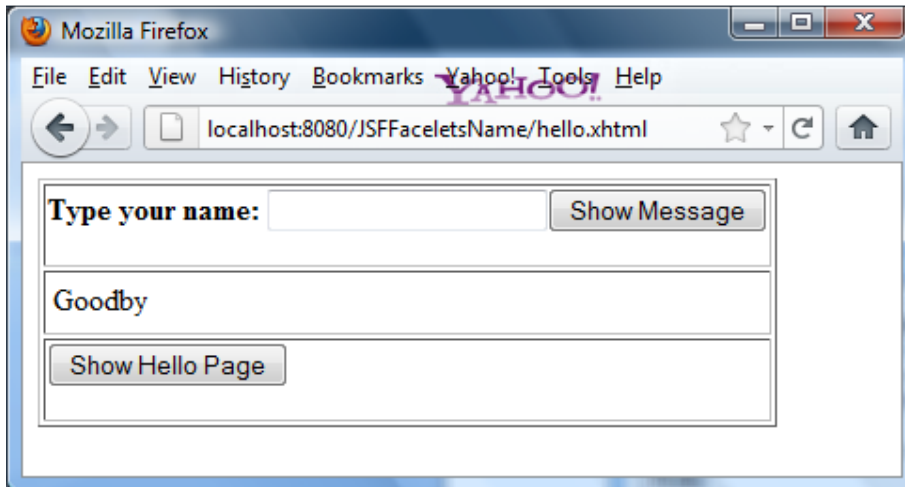 Mozilla Firefox
File Edit View History Bookmarks Yahoo! Tools Help
YAHOO!
localhost:8080/JSFFaceletsName/hello.xhtml
Type your name: Show Message
Goodby
Show Hello Page